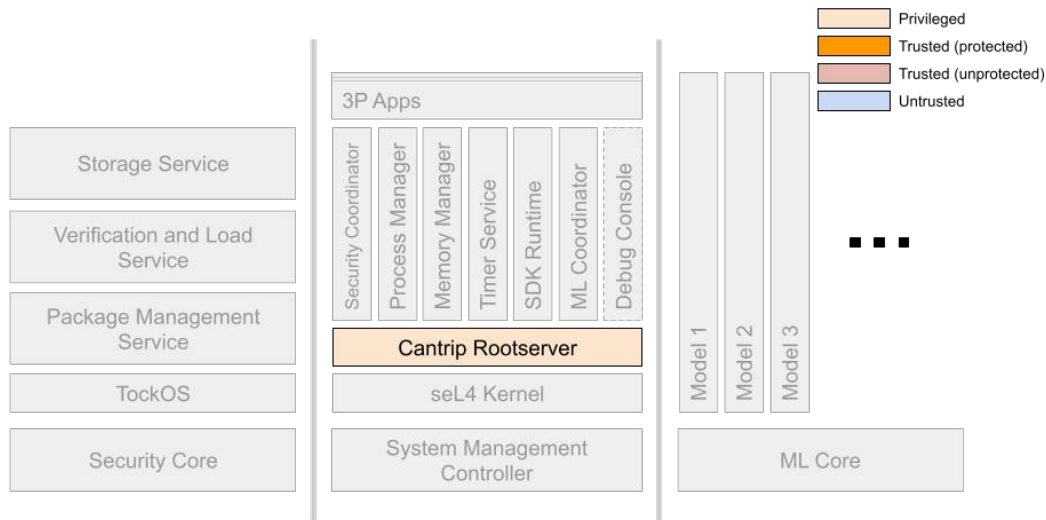 Privileged
Trusted (protected)
Trusted (unprotected)
Untrusted
Storage Service
Verification and Load
Service
Package Management
Service
TockOS
Security Core
3P Apps
Security Coordinator
Process Manager
Memory Manager
Timer Service
SDK Runtime
ML Coordinator
Debug Console
Cantrip Rootserver
seL4 Kernel
System Management
Controller
Model 1
Model 2
Model 3
ML Core